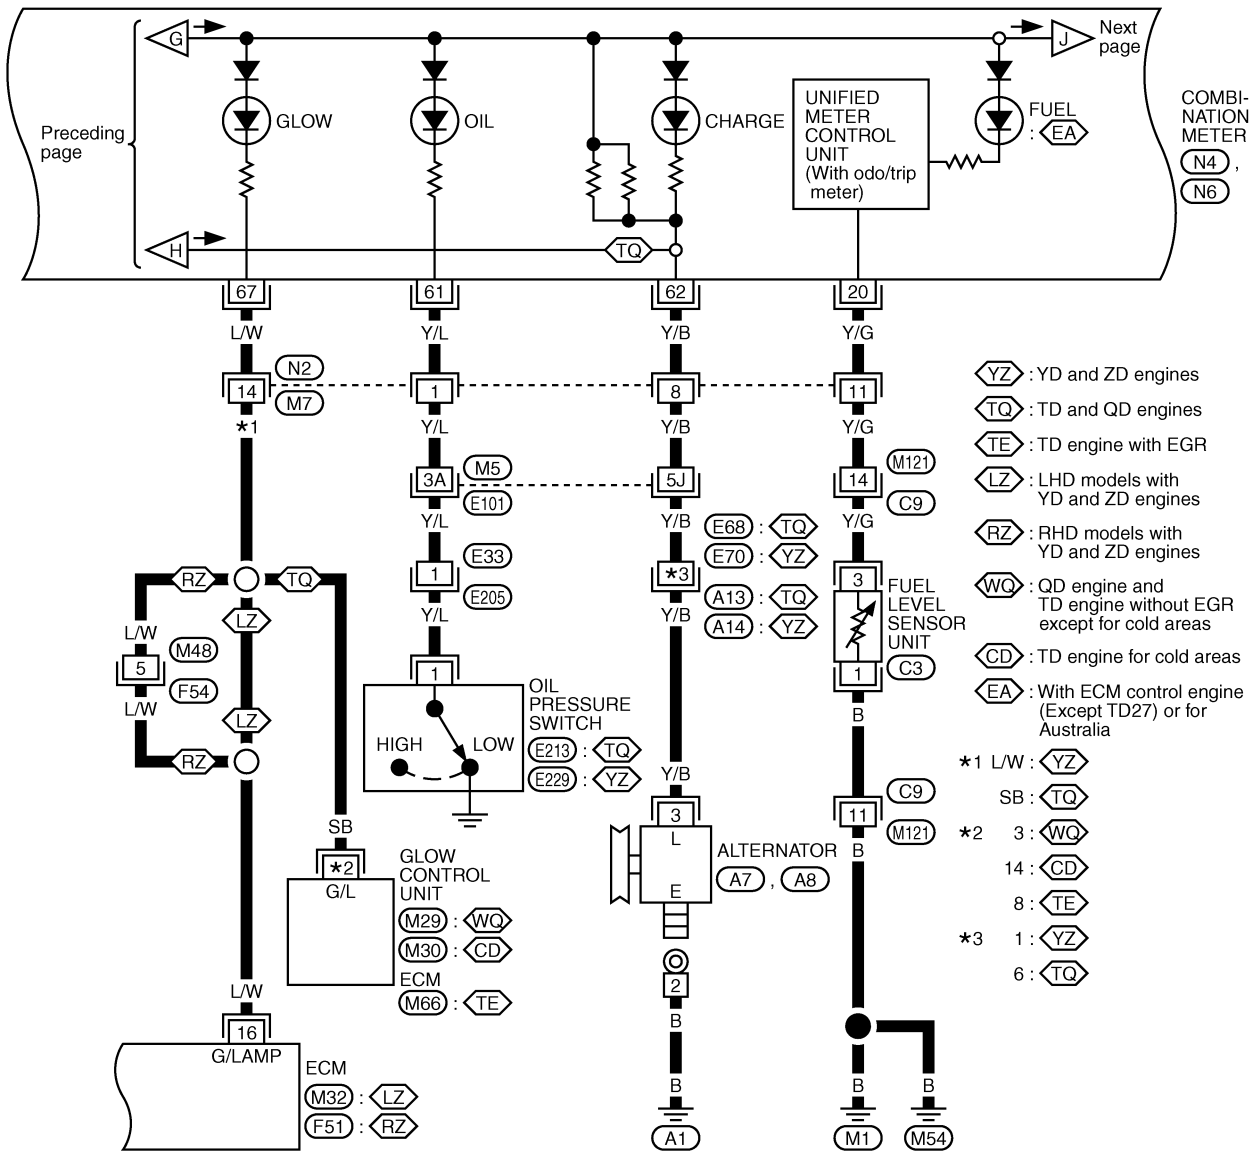 G
J
Next
page
GLOW
OIL
CHARGE
UNIFIED
METER
CONTROL
UNIT
(With odo/trip
meter)
FUEL
: EA
COMBI-
NATION
METER
N4 ,
N6
Preceding
page
H
TQ
67
61
62
20
L/W
Y/L
Y/B
Y/G
N2
14
1
8
11
M7
*1
Y/L
Y/B
Y/G
3A
M5
E101
5J
14
M121
C9
Y/L
Y/B
Y/G
1
E33
E205
*3
E68 : TQ
E70 : YZ
A13 : TQ
A14 : YZ
3
FUEL
LEVEL
SENSOR
UNIT
1
C3
RZ
TQ
LZ
L/W
5
M48
F54
L/W
LZ
RZ
Y/L
Y/B
B
1
OIL
PRESSURE
SWITCH
E213 : TQ
E229 : YZ
HIGH
LOW
Y/B
3
L
E
ALTERNATOR
A7 , A8
C9
11
M121
B
SB
*2
G/L
GLOW
CONTROL
UNIT
M29 : WQ
M30 : CD
ECM
M66 : TE
2
B
B
A1
B
B
M1
M54
L/W
16
G/LAMP
ECM
M32 : LZ
F51 : RZ
YZ : YD and ZD engines
TQ : TD and QD engines
TE : TD engine with EGR
LZ : LHD models with
YD and ZD engines
RZ : RHD models with
YD and ZD engines
WQ : QD engine and
TD engine without EGR
except for cold areas
CD : TD engine for cold areas
EA : With ECM control engine
(Except TD27) or for
Australia
*1 L/W : YZ
SB : TQ
*2 3 : WQ
14 : CD
8 : TE
*3 1 : YZ
6 : TQ